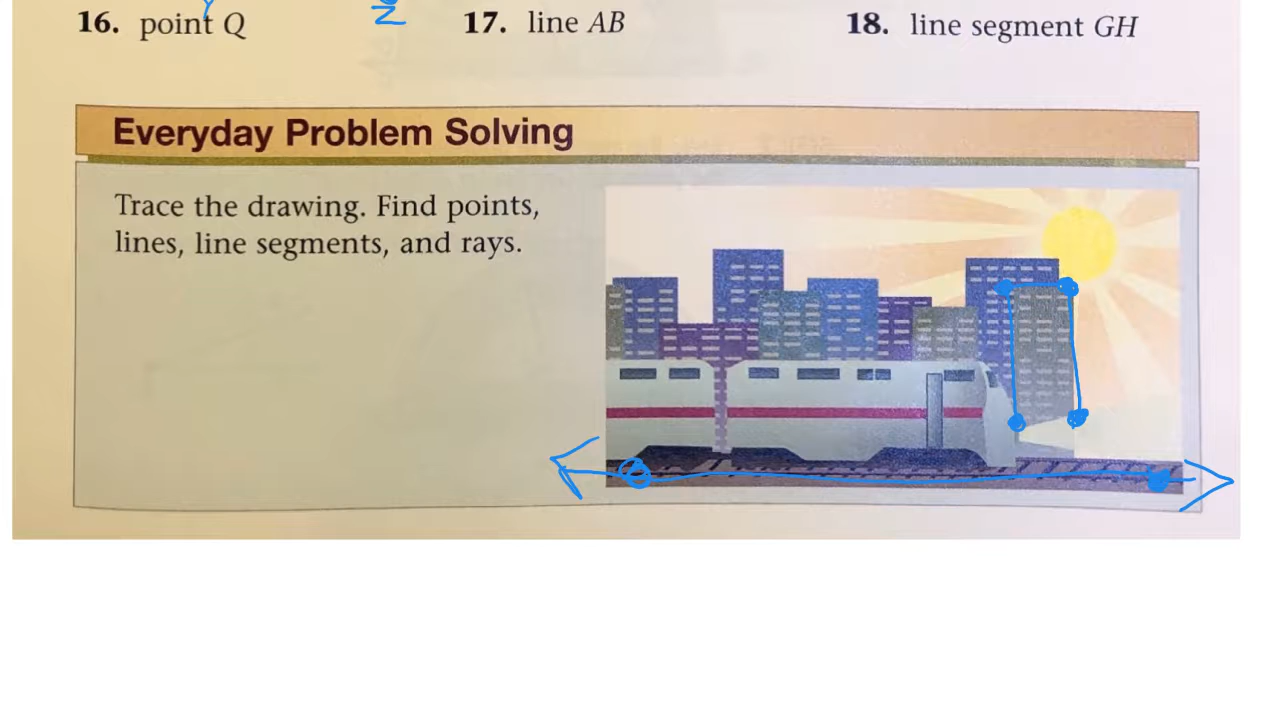 16. point Q
17. line AB
18. line segment GH
Everyday Problem Solving
Trace the drawing. Find points,
lines, line segments, and rays.